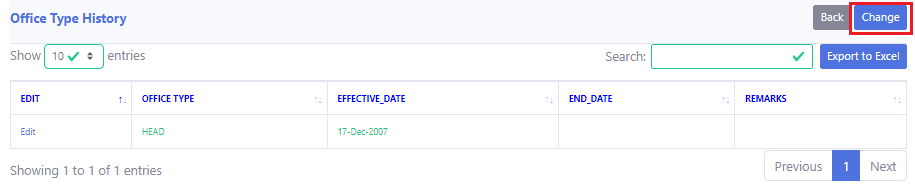 Office Type History Back Change
Show 10 entries Search: Export to Excel
EDIT OFFICE TYPE EFFECTIVE_DATE END_DATE REMARKS
Edit HEAD 17-Dec-2007
Showing 1 to 1 of 1 entries Previous 1 Next